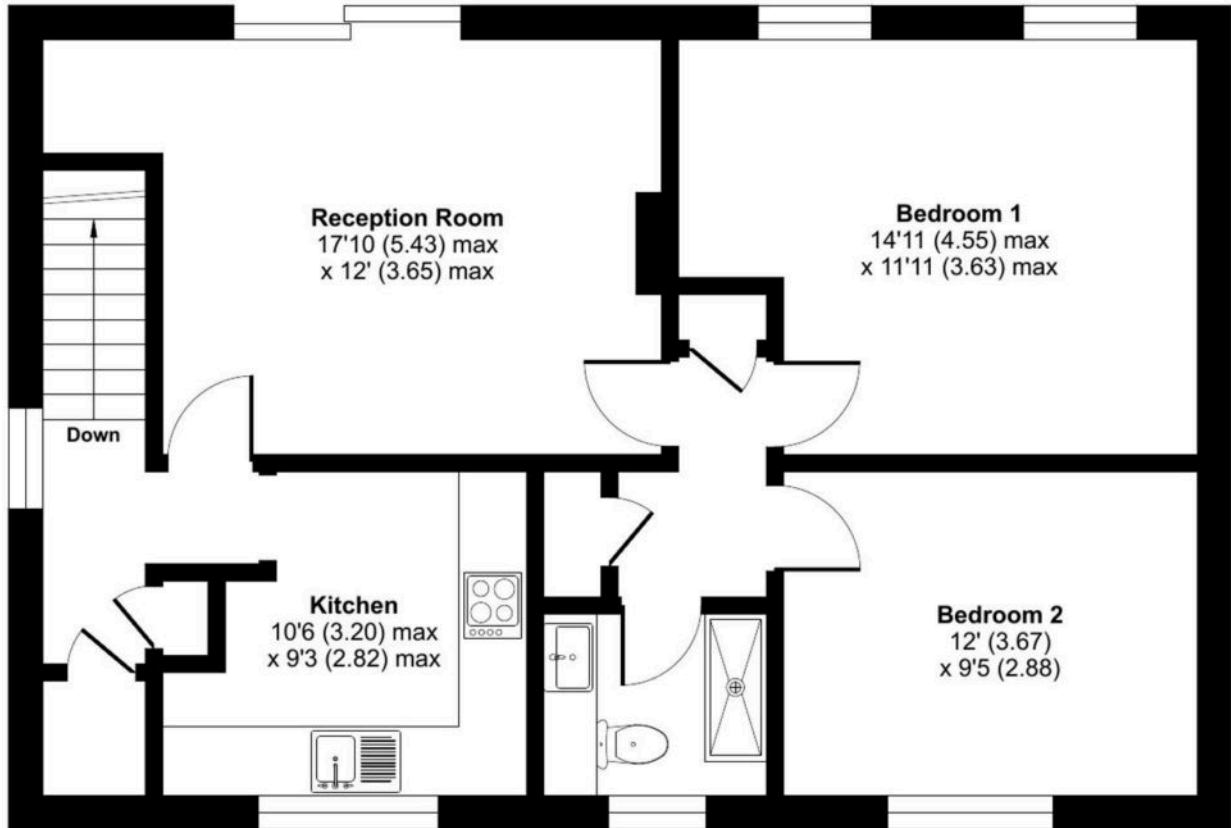 Reception Room
17'10 (5.43) max
x 12' (3.65) max
Bedroom 1
14'11 (4.55) max
x 11'11 (3.63) max
Down
Kitchen
10'6 (3.20) max
x 9'3 (2.82) max
Bedroom 2
12' (3.67)
x 9'5 (2.88)